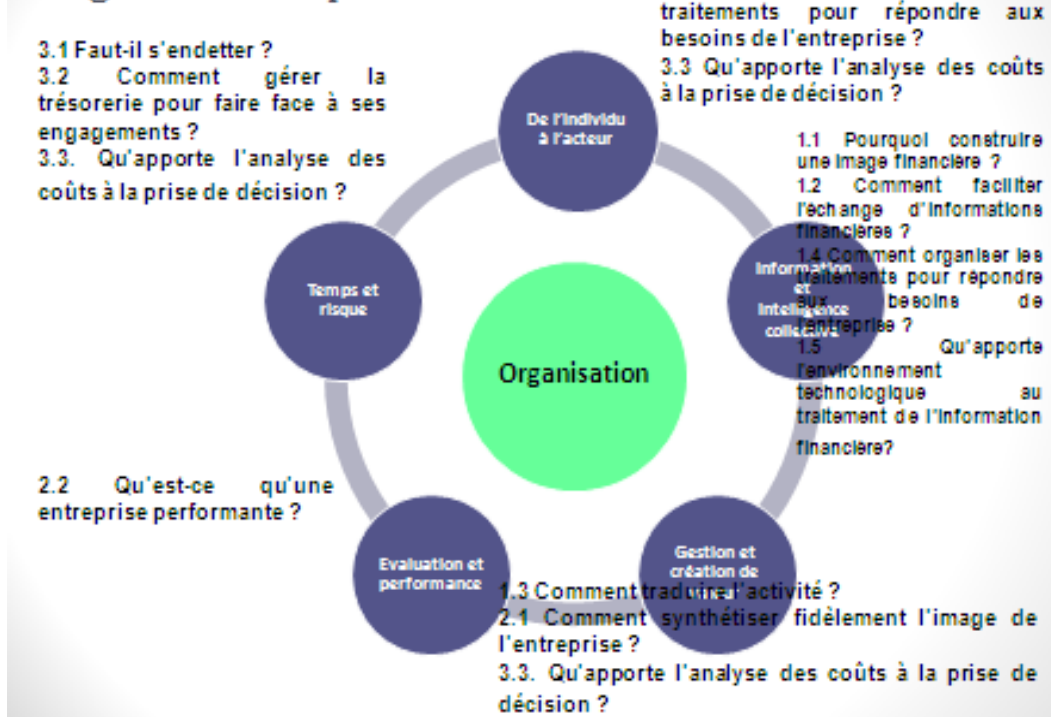 3.1 Faut-il s'endetter ?
3.2 Comment gérer la
trésorerie pour faire face à ses
engagements ?
3.3. Qu'apporte l'analyse des
coûts à la prise de décision ?
traitements pour répondre aux
besoins de l'entreprise ?
3.3 Qu'apporte l'analyse des coûts
à la prise de décision ?
De l'individu
à l'acteur
1.1 Pourquoi construire
une image financière ?
1.2 Comment faciliter
l'échange d'informations
financières ?
1.4 Comment organiser les
traitements pour répondre
aux besoins de
l'entreprise ?
1.5 Qu'apporte
l'environnement
technologique au
traitement de l'information
financière?
Information
et
intelligence
collective
Temps et
risque
Organisation
2.2 Qu'est-ce qu'une
entreprise performante ?
Evaluation et
performance
Gestion et
création de
1.3 Comment traduire l'activité ?
2.1 Comment synthétiser fidèlement l'image de
l'entreprise ?
3.3. Qu'apporte l'analyse des coûts à la prise de
décision ?